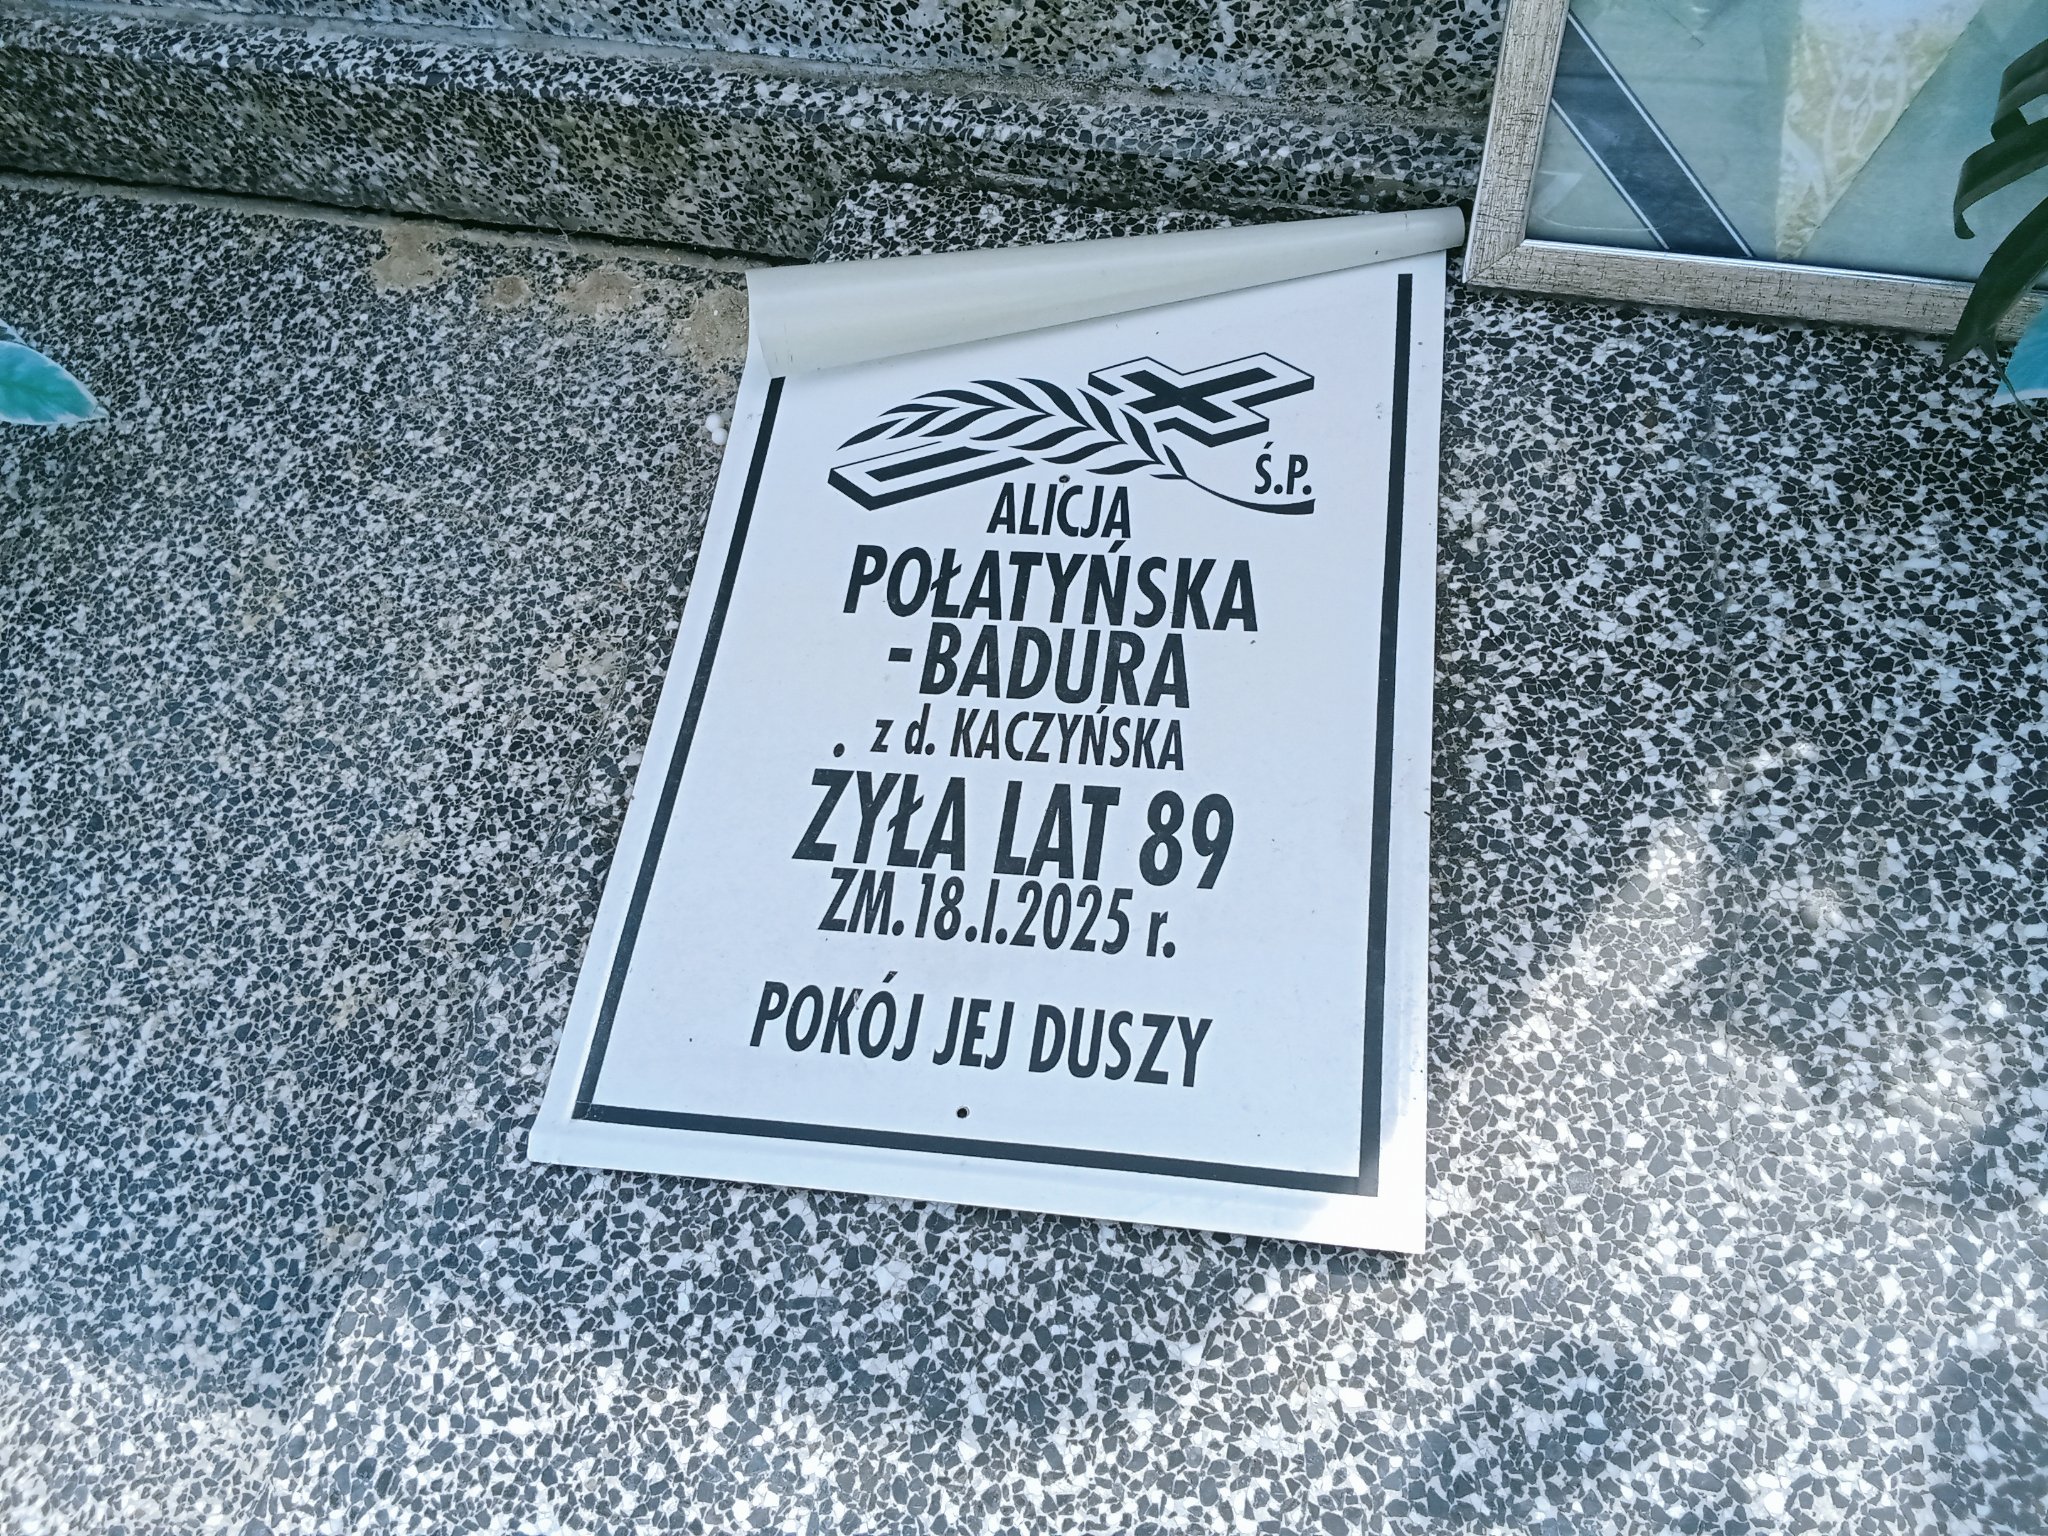 Ś.P.
ALICJA
POŁATYŃSKA
-BADURA
z d. KACZYŃSKA
ŻYŁA LAT 89
ZM.18.I.2025 r.
POKÓJ JEJ DUSZY